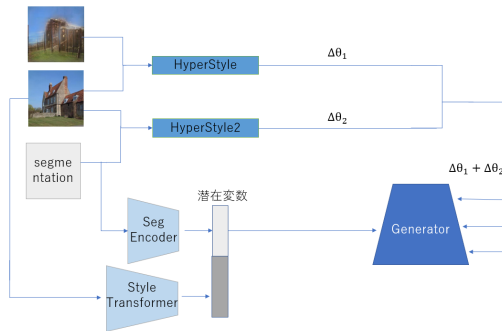 HyperStyle
Δθ₁
HyperStyle2
Δθ₂
segme
ntation
Δθ₁ + Δθ₂
潜在変数
Seg
Encoder
Generator
Style
Transformer